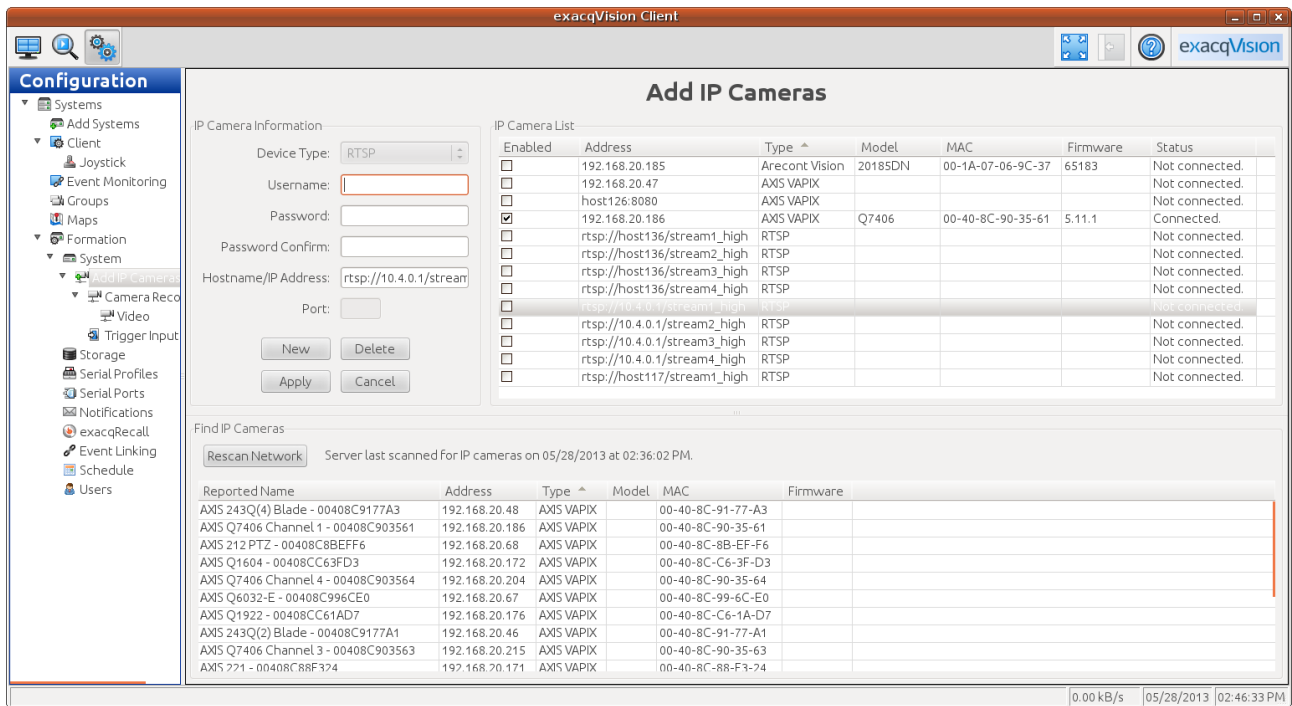 exacqVision Client
exacqVision
Configuration
Systems
Add Systems
Client
Joystick
Event Monitoring
Groups
Maps
Formation
System
Add IP Cameras
Camera Reco
Video
Trigger Input
Storage
Serial Profiles
Serial Ports
Notifications
exacqRecall
Event Linking
Schedule
Users
Add IP Cameras
IP Camera Information
Device Type: RTSP
Username:
Password:
Password Confirm:
Hostname/IP Address: rtsp://10.4.0.1/stream
Port:
New Delete
Apply Cancel
IP Camera List
Enabled Address Type Model MAC Firmware Status
192.168.20.185 Arecont Vision 20185DN 00-1A-07-06-9C-37 65183 Not connected.
192.168.20.47 AXIS VAPIX Not connected.
host126:8080 AXIS VAPIX Not connected.
192.168.20.186 AXIS VAPIX Q7406 00-40-8C-90-35-61 5.11.1 Connected.
rtsp://host136/stream1_high RTSP Not connected.
rtsp://host136/stream2_high RTSP Not connected.
rtsp://host136/stream3_high RTSP Not connected.
rtsp://host136/stream4_high RTSP Not connected.
rtsp://10.4.0.1/stream1_high RTSP Not connected.
rtsp://10.4.0.1/stream2_high RTSP Not connected.
rtsp://10.4.0.1/stream3_high RTSP Not connected.
rtsp://10.4.0.1/stream4_high RTSP Not connected.
rtsp://host117/stream1_high RTSP Not connected.
Find IP Cameras
Rescan Network Server last scanned for IP cameras on 05/28/2013 at 02:36:02 PM.
Reported Name Address Type Model MAC Firmware
AXIS 243Q(4) Blade - 00408C9177A3 192.168.20.48 AXIS VAPIX 00-40-8C-91-77-A3
AXIS Q7406 Channel 1 - 00408C903561 192.168.20.186 AXIS VAPIX 00-40-8C-90-35-61
AXIS 212 PTZ - 00408C8BEFF6 192.168.20.68 AXIS VAPIX 00-40-8C-8B-EF-F6
AXIS Q1604 - 00408CC63FD3 192.168.20.172 AXIS VAPIX 00-40-8C-C6-3F-D3
AXIS Q7406 Channel 4 - 00408C903564 192.168.20.204 AXIS VAPIX 00-40-8C-90-35-64
AXIS Q6032-E - 00408C996CE0 192.168.20.67 AXIS VAPIX 00-40-8C-99-6C-E0
AXIS Q1922 - 00408CC61AD7 192.168.20.176 AXIS VAPIX 00-40-8C-C6-1A-D7
AXIS 243Q(2) Blade - 00408C9177A1 192.168.20.46 AXIS VAPIX 00-40-8C-91-77-A1
AXIS Q7406 Channel 3 - 00408C903563 192.168.20.215 AXIS VAPIX 00-40-8C-90-35-63
AXIS 221 - 00408C88F324 192.168.20.171 AXIS VAPIX 00-40-8C-88-F3-24
0.00 kB/s 05/28/2013 02:46:33 PM